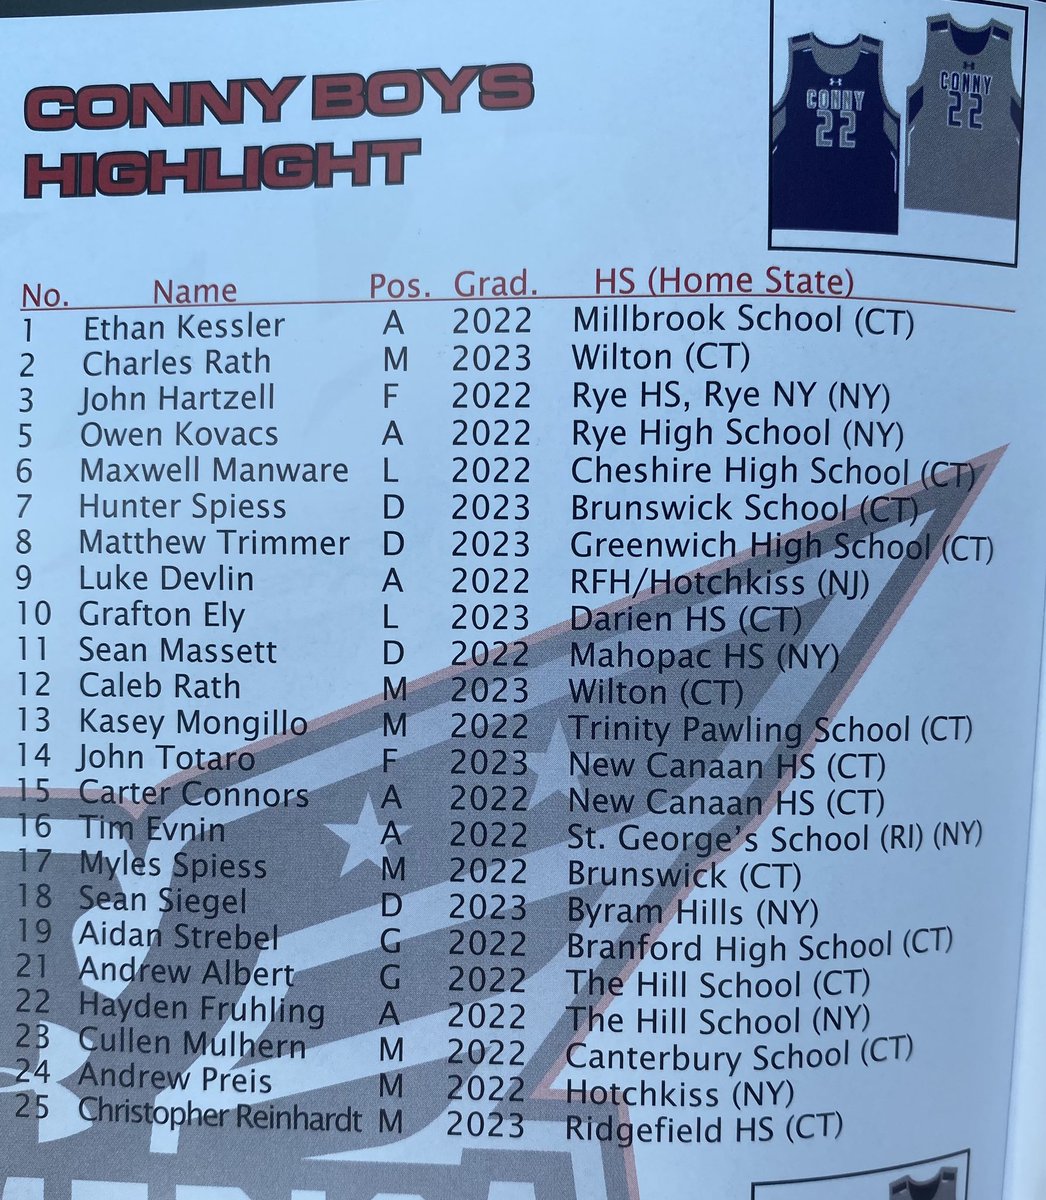 CONNY BOYS
HIGHLIGHT
CONNY
22
CONNY
22
No. Name Pos. Grad. HS (Home State)
1 Ethan Kessler A 2022 Millbrook School (CT)
2 Charles Rath M 2023 Wilton (CT)
3 John Hartzell F 2022 Rye HS, Rye NY (NY)
5 Owen Kovacs A 2022 Rye High School (NY)
6 Maxwell Manware L 2022 Cheshire High School (CT)
7 Hunter Spiess D 2023 Brunswick School (CT)
8 Matthew Trimmer D 2023 Greenwich High School (CT)
9 Luke Devlin A 2022 RFH/Hotchkiss (NJ)
10 Grafton Ely L 2023 Darien HS (CT)
11 Sean Massett D 2022 Mahopac HS (NY)
12 Caleb Rath M 2023 Wilton (CT)
13 Kasey Mongillo M 2022 Trinity Pawling School (CT)
14 John Totaro F 2023 New Canaan HS (CT)
15 Carter Connors A 2022 New Canaan HS (CT)
16 Tim Evnin A 2022 St. George's School (RI) (NY)
17 Myles Spiess M 2022 Brunswick (CT)
18 Sean Siegel D 2023 Byram Hills (NY)
19 Aidan Strebel G 2022 Branford High School (CT)
21 Andrew Albert G 2022 The Hill School (CT)
22 Hayden Fruhling A 2022 The Hill School (NY)
23 Cullen Mulhern M 2022 Canterbury School (CT)
24 Andrew Preis M 2022 Hotchkiss (NY)
25 Christopher Reinhardt M 2023 Ridgefield HS (CT)